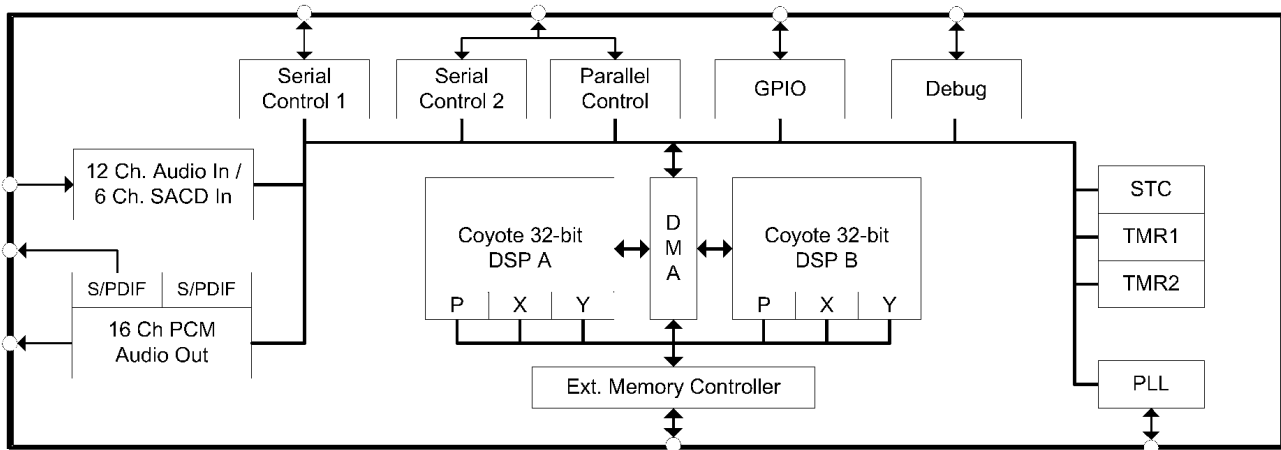 Serial
Control 1
Serial
Control 2
Parallel
Control
GPIO
Debug
12 Ch. Audio In /
6 Ch. SACD In
S/PDIF
S/PDIF
16 Ch PCM
Audio Out
Coyote 32-bit
DSP A
P
X
Y
D
M
A
Coyote 32-bit
DSP B
P
X
Y
Ext. Memory Controller
STC
TMR1
TMR2
PLL